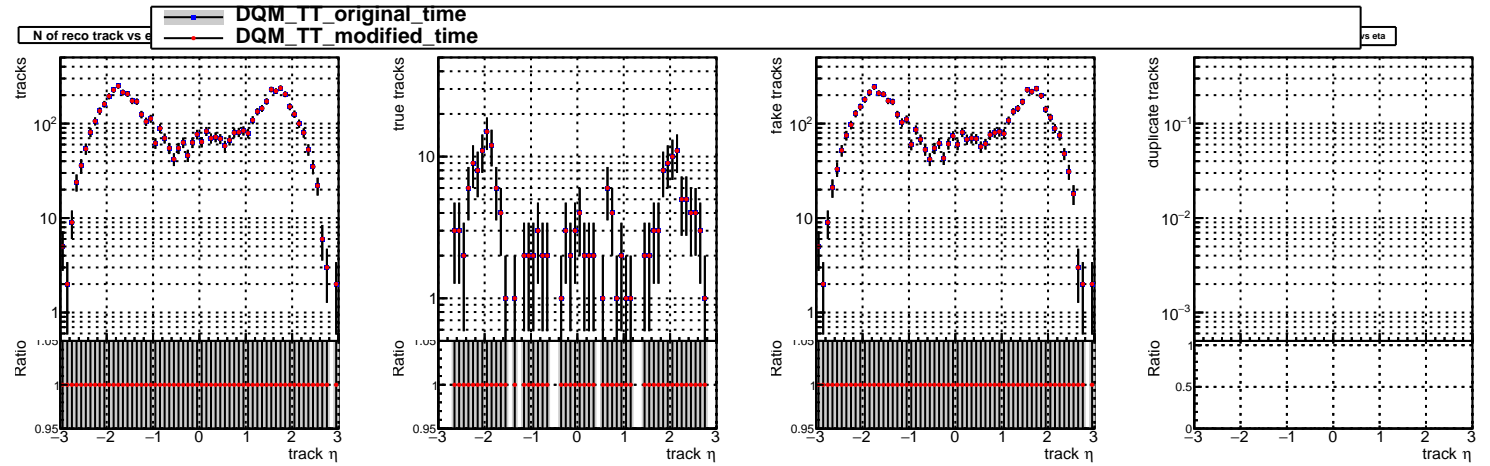 DQM_TT_original_time
DQM_TT_modified_time
N of reco track vs e
vs eta
tracks
10²
10
1
Ratio
1.05
1
0.95
−3 −2 −1 0 1 2 3
track η
true tracks
10
1
Ratio
1.05
1
0.95
−3 −2 −1 0 1 2 3
track η
fake tracks
10²
10
1
Ratio
1.05
1
0.95
−3 −2 −1 0 1 2 3
track η
duplicate tracks
10⁻¹
10⁻²
10⁻³
Ratio
1
0.5
0
−3 −2 −1 0 1 2 3
track η